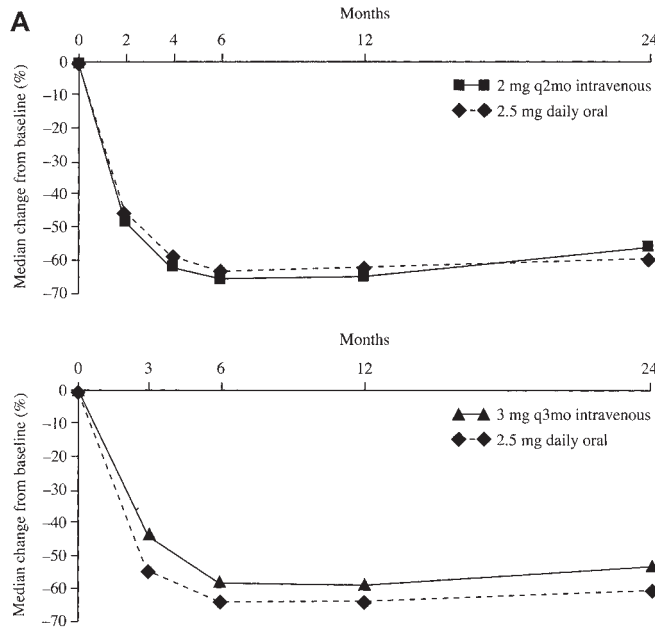 A
Months
0 2 4 6 12 24
0
–10
–20
–30
–40
–50
–60
–70
Median change from baseline (%)
2 mg q2mo intravenous
2.5 mg daily oral
Months
0 3 6 12 24
0
–10
–20
–30
–40
–50
–60
–70
Median change from baseline (%)
3 mg q3mo intravenous
2.5 mg daily oral